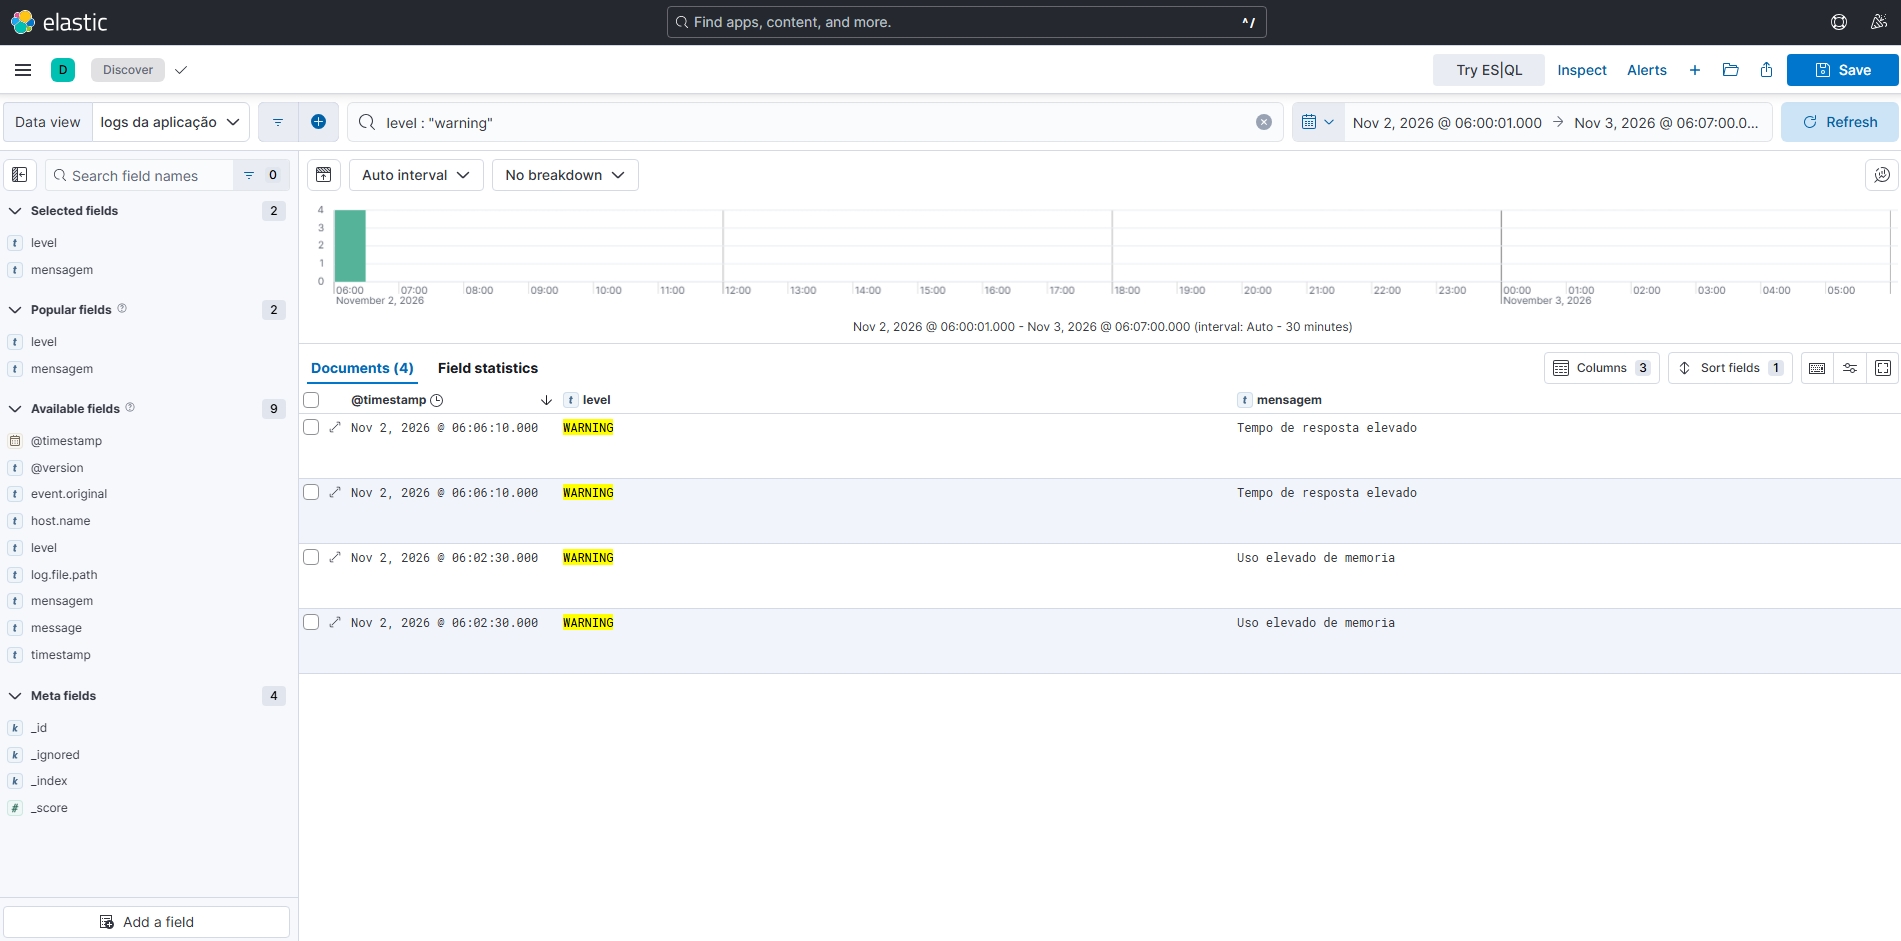 elastic
Find apps, content, and more.
^/
D
Discover
Try ES|QL
Inspect
Alerts
Save
Data view
logs da aplicação
level : "warning"
Nov 2, 2026 @ 06:00:01.000
Nov 3, 2026 @ 06:07:00.0...
Refresh
Search field names
0
Auto interval
No breakdown
Selected fields
2
t level
t mensagem
Popular fields
2
t level
t mensagem
Available fields
9
@timestamp
t @version
t event.original
t host.name
t level
t log.file.path
t mensagem
t message
t timestamp
Meta fields
4
k _id
k _ignored
k _index
# _score
Add a field
4
3
2
1
0
06:00 07:00 08:00 09:00 10:00 11:00 12:00 13:00 14:00 15:00 16:00 17:00 18:00 19:00 20:00 21:00 22:00 23:00 00:00 01:00 02:00 03:00 04:00 05:00
November 2, 2026
November 3, 2026
Nov 2, 2026 @ 06:00:01.000 - Nov 3, 2026 @ 06:07:00.000 (interval: Auto - 30 minutes)
Documents (4)
Field statistics
Columns 3
Sort fields 1
@timestamp
t level
t mensagem
Nov 2, 2026 @ 06:06:10.000 WARNING Tempo de resposta elevado
Nov 2, 2026 @ 06:06:10.000 WARNING Tempo de resposta elevado
Nov 2, 2026 @ 06:02:30.000 WARNING Uso elevado de memoria
Nov 2, 2026 @ 06:02:30.000 WARNING Uso elevado de memoria